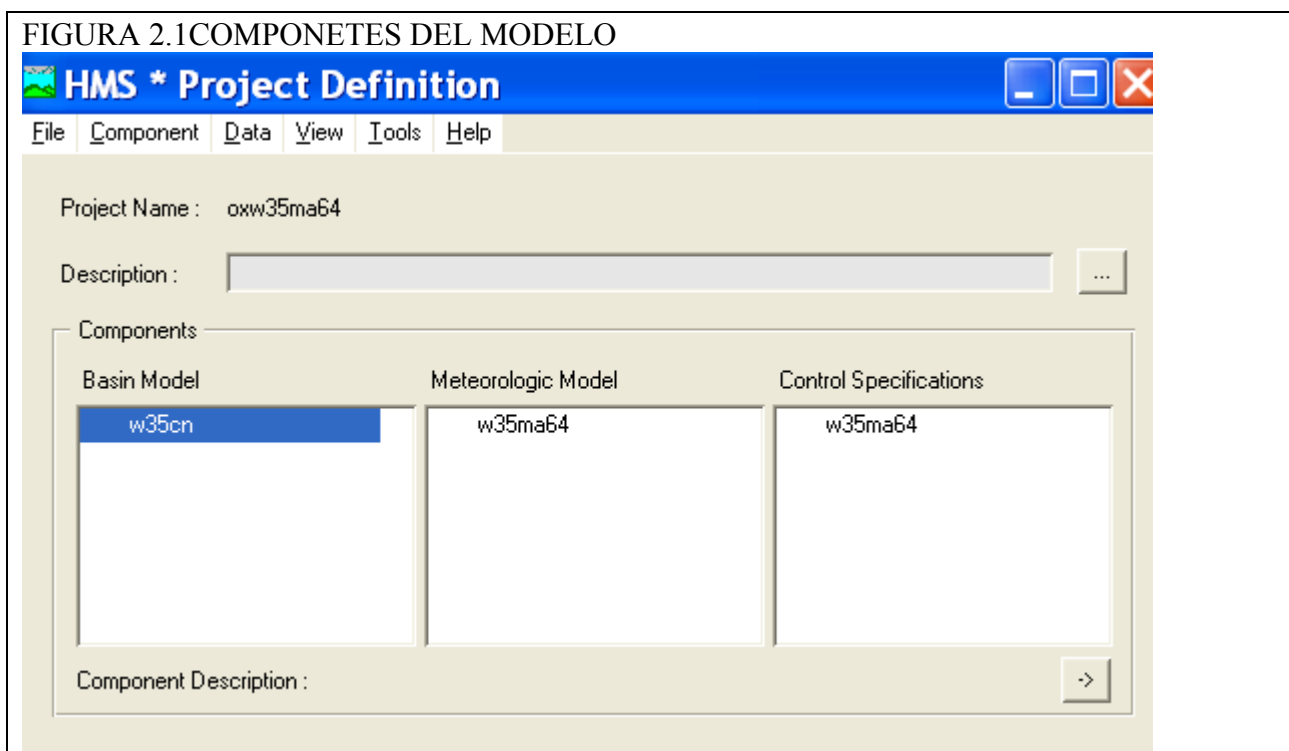 FIGURA 2.1COMPONETES DEL MODELO
HMS * Project Definition
File Component Data View Tools Help
Project Name : oxw35ma64
Description : ...
Components
Basin Model Meteorologic Model Control Specifications
w35cn w35ma64 w35ma64
Component Description : ->